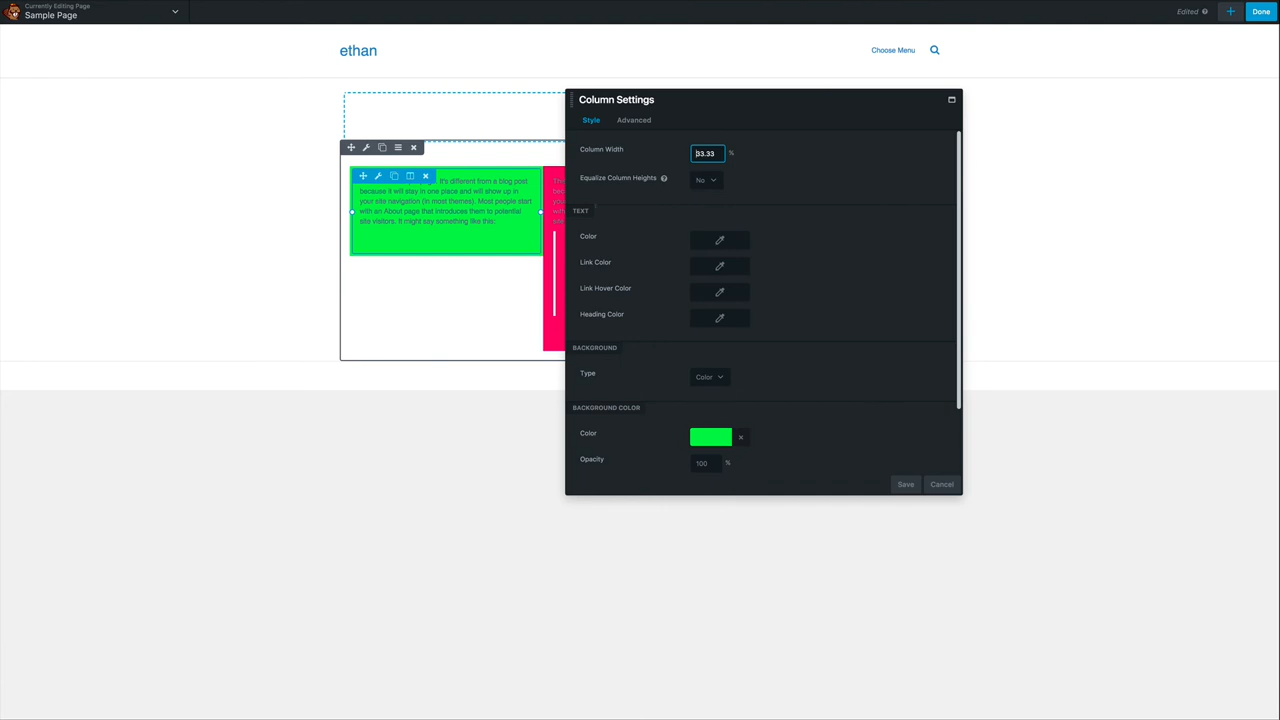 Currently Editing Page
Sample Page
Edited
Done
ethan
Choose Menu
Column Settings
Style
Advanced
Column Width
33.33
%
Equalize Column Heights
No
TEXT
Color
Link Color
Link Hover Color
Heading Color
BACKGROUND
Type
Color
BACKGROUND COLOR
Color
Opacity
100
%
Save
Cancel
It's different from a blog post
because it will stay in one place and will show up in
your site navigation (in most themes). Most people start
with an About page that introduces them to potential
site visitors. It might say something like this: